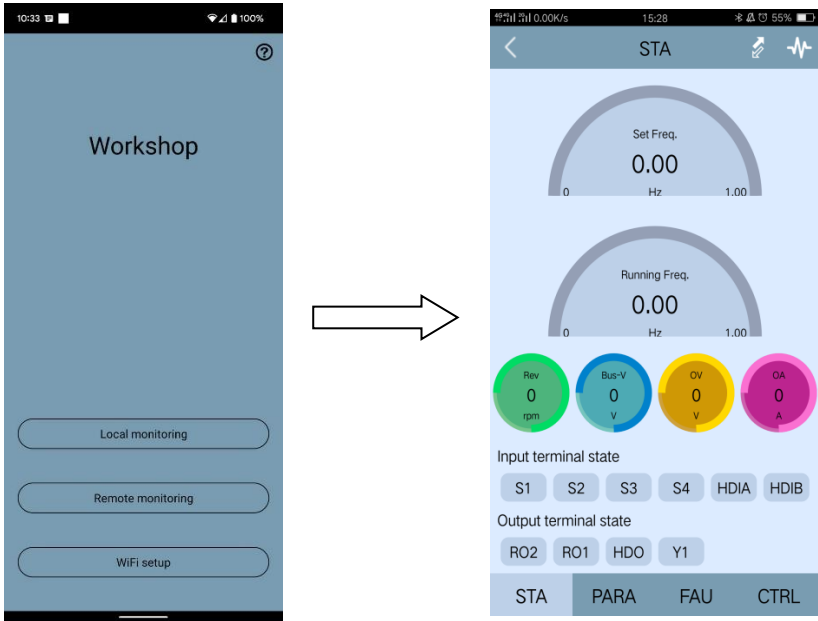 10:33
100%
Workshop
Local monitoring
Remote monitoring
WiFi setup
0.00K/s 15:28 55%
STA
Set Freq.
0.00
0 Hz 1.00
Running Freq.
0.00
0 Hz 1.00
Rev Bus-V OV OA
0 0 0 0
rpm V V A
Input terminal state
S1 S2 S3 S4 HDIA HDIB
Output terminal state
RO2 RO1 HDO Y1
STA PARA FAU CTRL